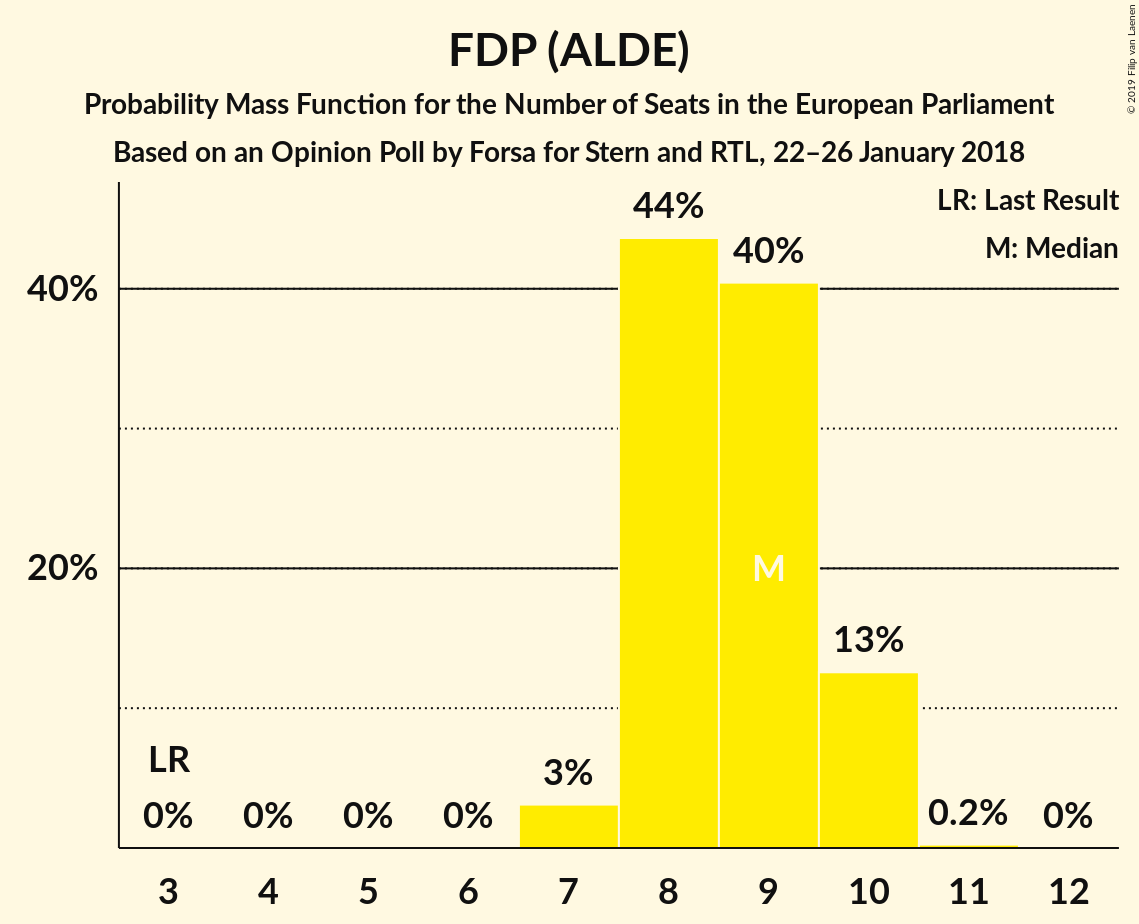 FDP (ALDE)
Probability Mass Function for the Number of Seats in the European Parliament
Based on an Opinion Poll by Forsa for Stern and RTL, 22–26 January 2018
© 2019 Filip van Laenen
LR: Last Result
M: Median
44%
40%
40%
20%
M
13%
LR
3%
0%
0%
0%
0%
0.2%
0%
3
4
5
6
7
8
9
10
11
12